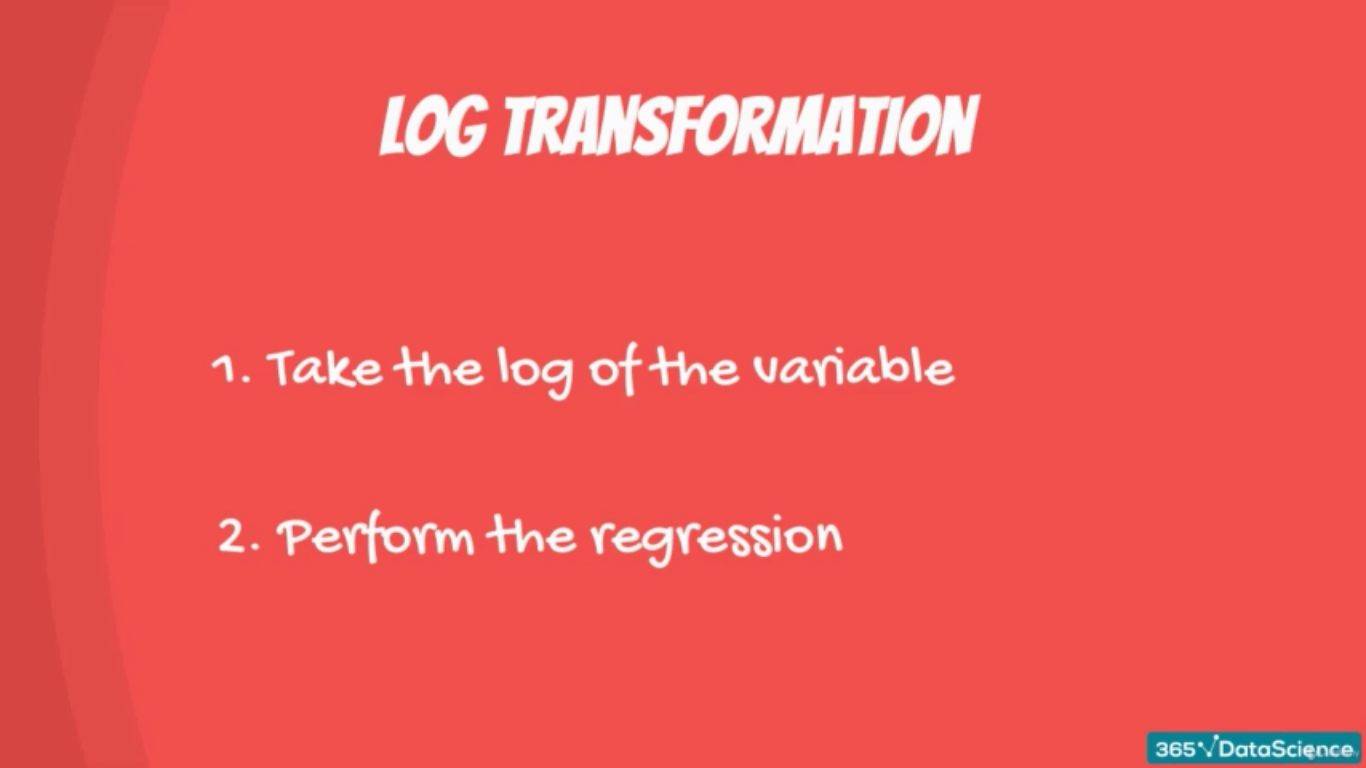 LOG TRANSFORMATION
1. Take the log of the variable
2. Perform the regression
365 DataScience